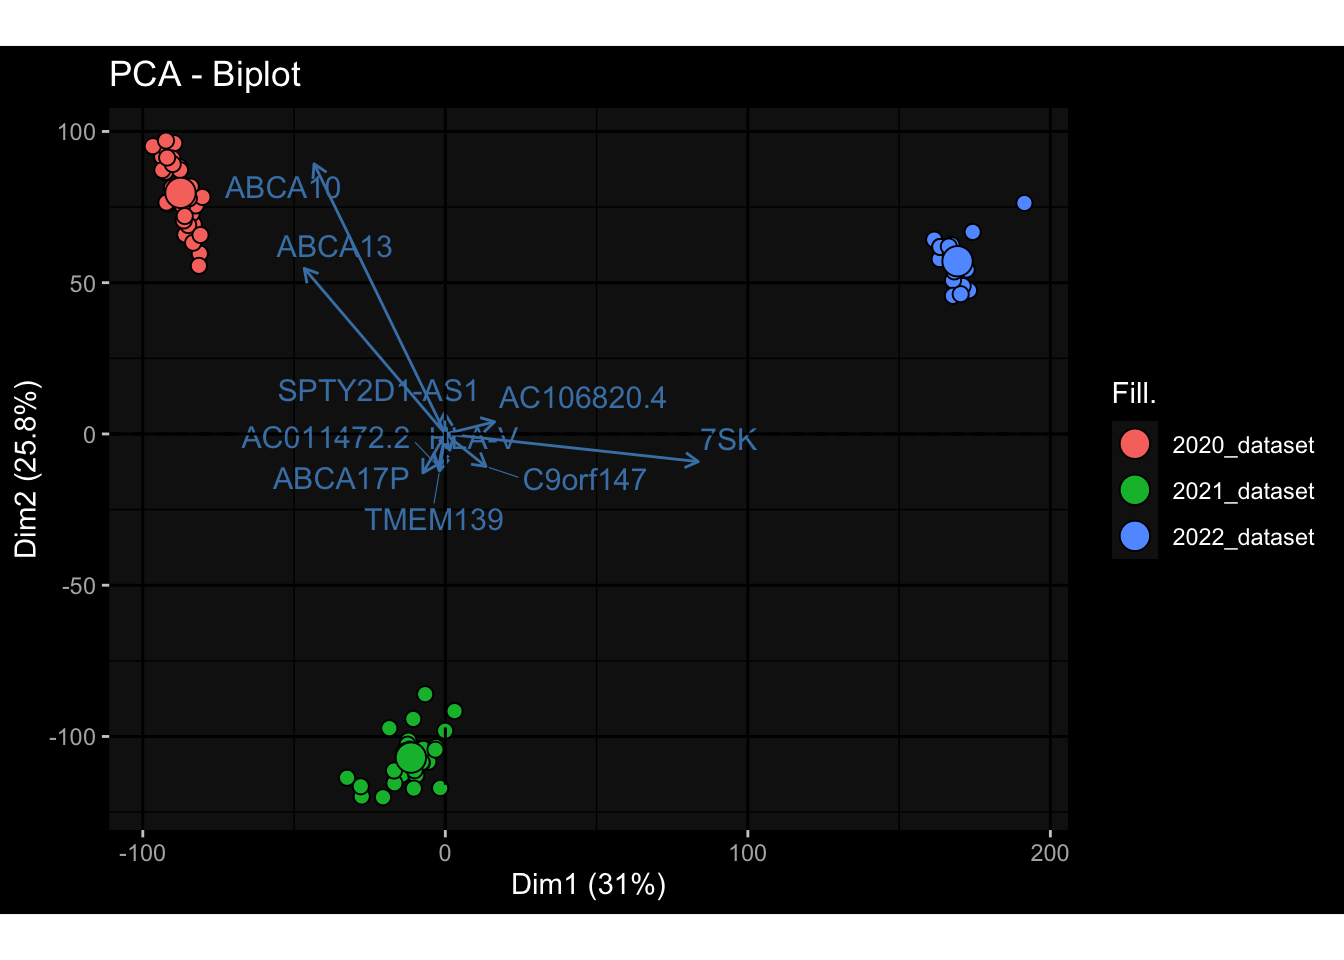 PCA - Biplot
100
50
0
-50
-100
Dim2 (25.8%)
ABCA10
ABCA13
SPTY2D1-AS1
AC106820.4
AC011472.2
HLA-V
7SK
ABCA17P
C9orf147
TMEM139
-100
0
100
200
Dim1 (31%)
Fill.
2020_dataset
2021_dataset
2022_dataset